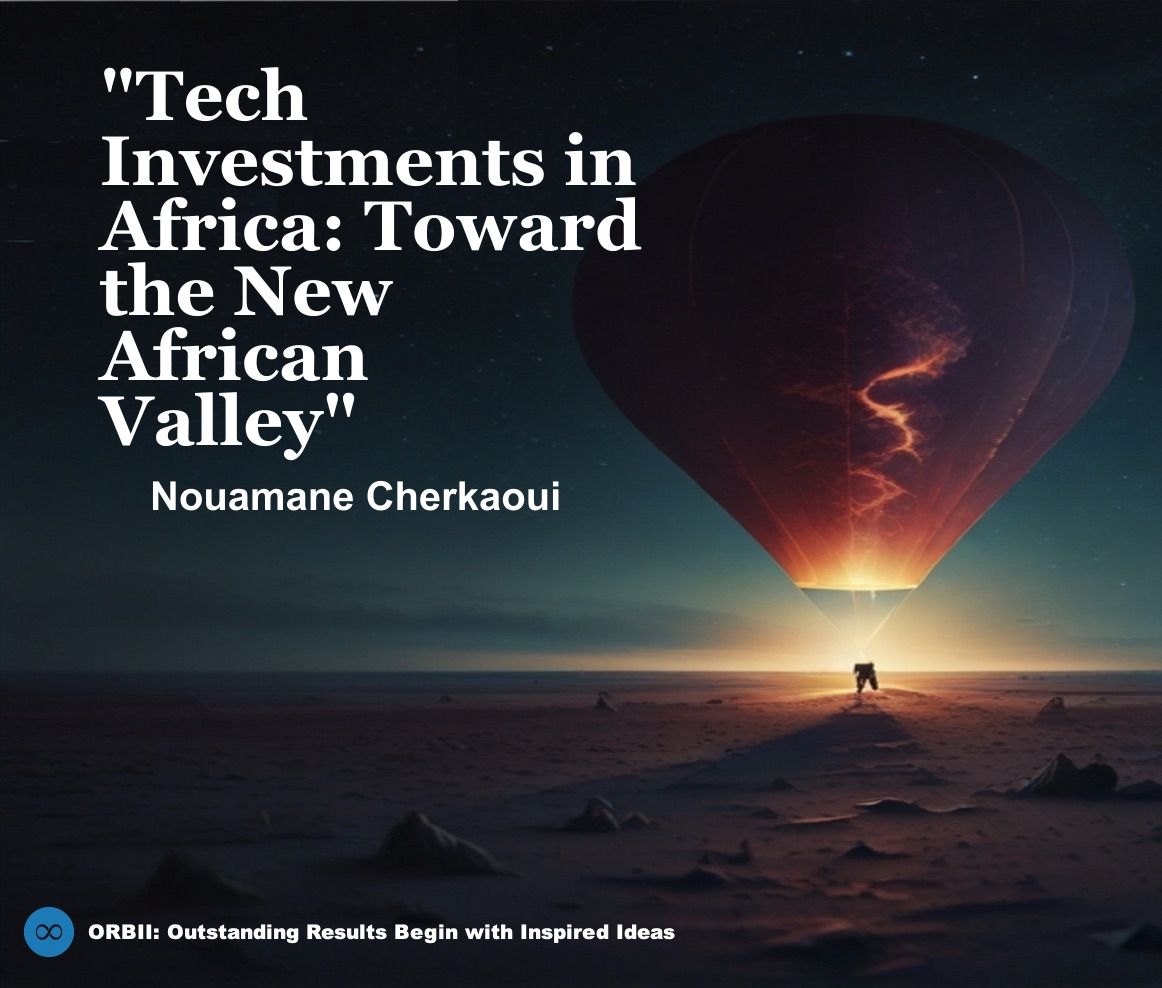 "Tech
Investments in
Africa: Toward
the New
African
Valley"
Nouamane Cherkaoui
ORBII: Outstanding Results Begin with Inspired Ideas